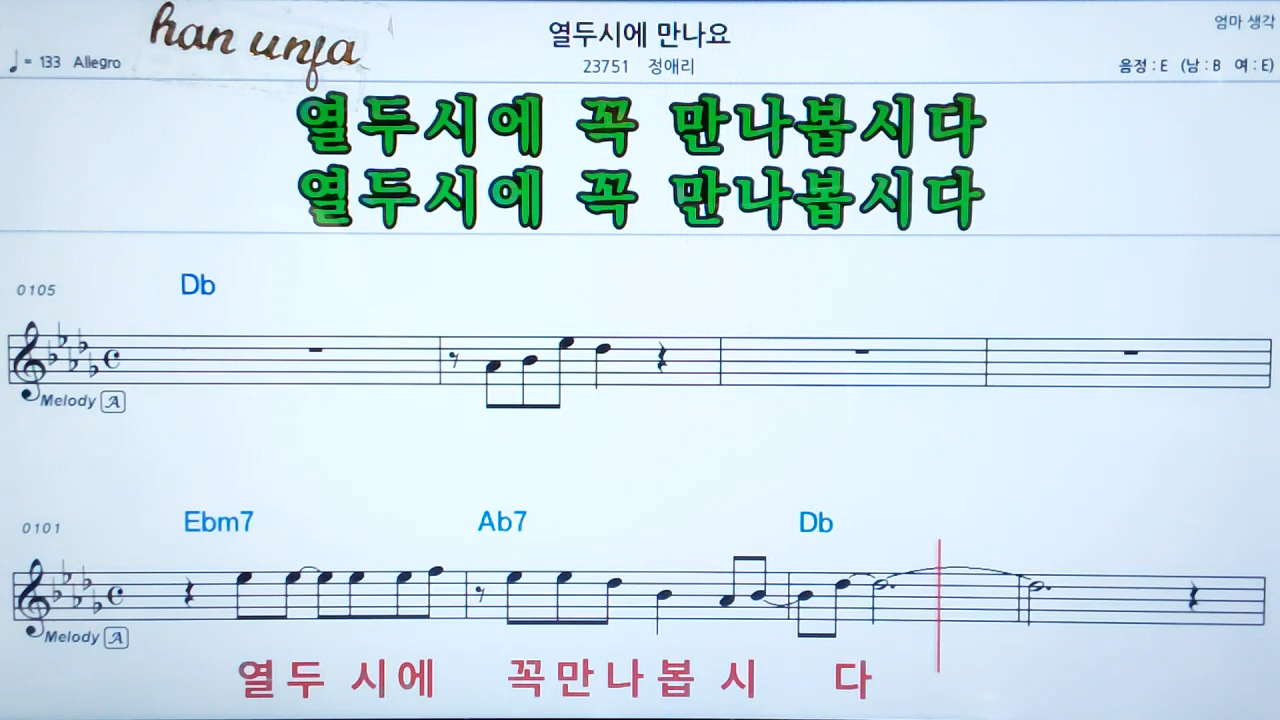 han unja
열두시에 만나요
엄마 생각
♩= 133 Allegro
23751 정애리
음정 : E (남 : B 여 : E)
열두시에 꼭 만나봅시다
열두시에 꼭 만나봅시다
0105 Db
Melody A
0101 Ebm7 Ab7 Db
Melody A
열두 시에 꼭만나봅 시 다